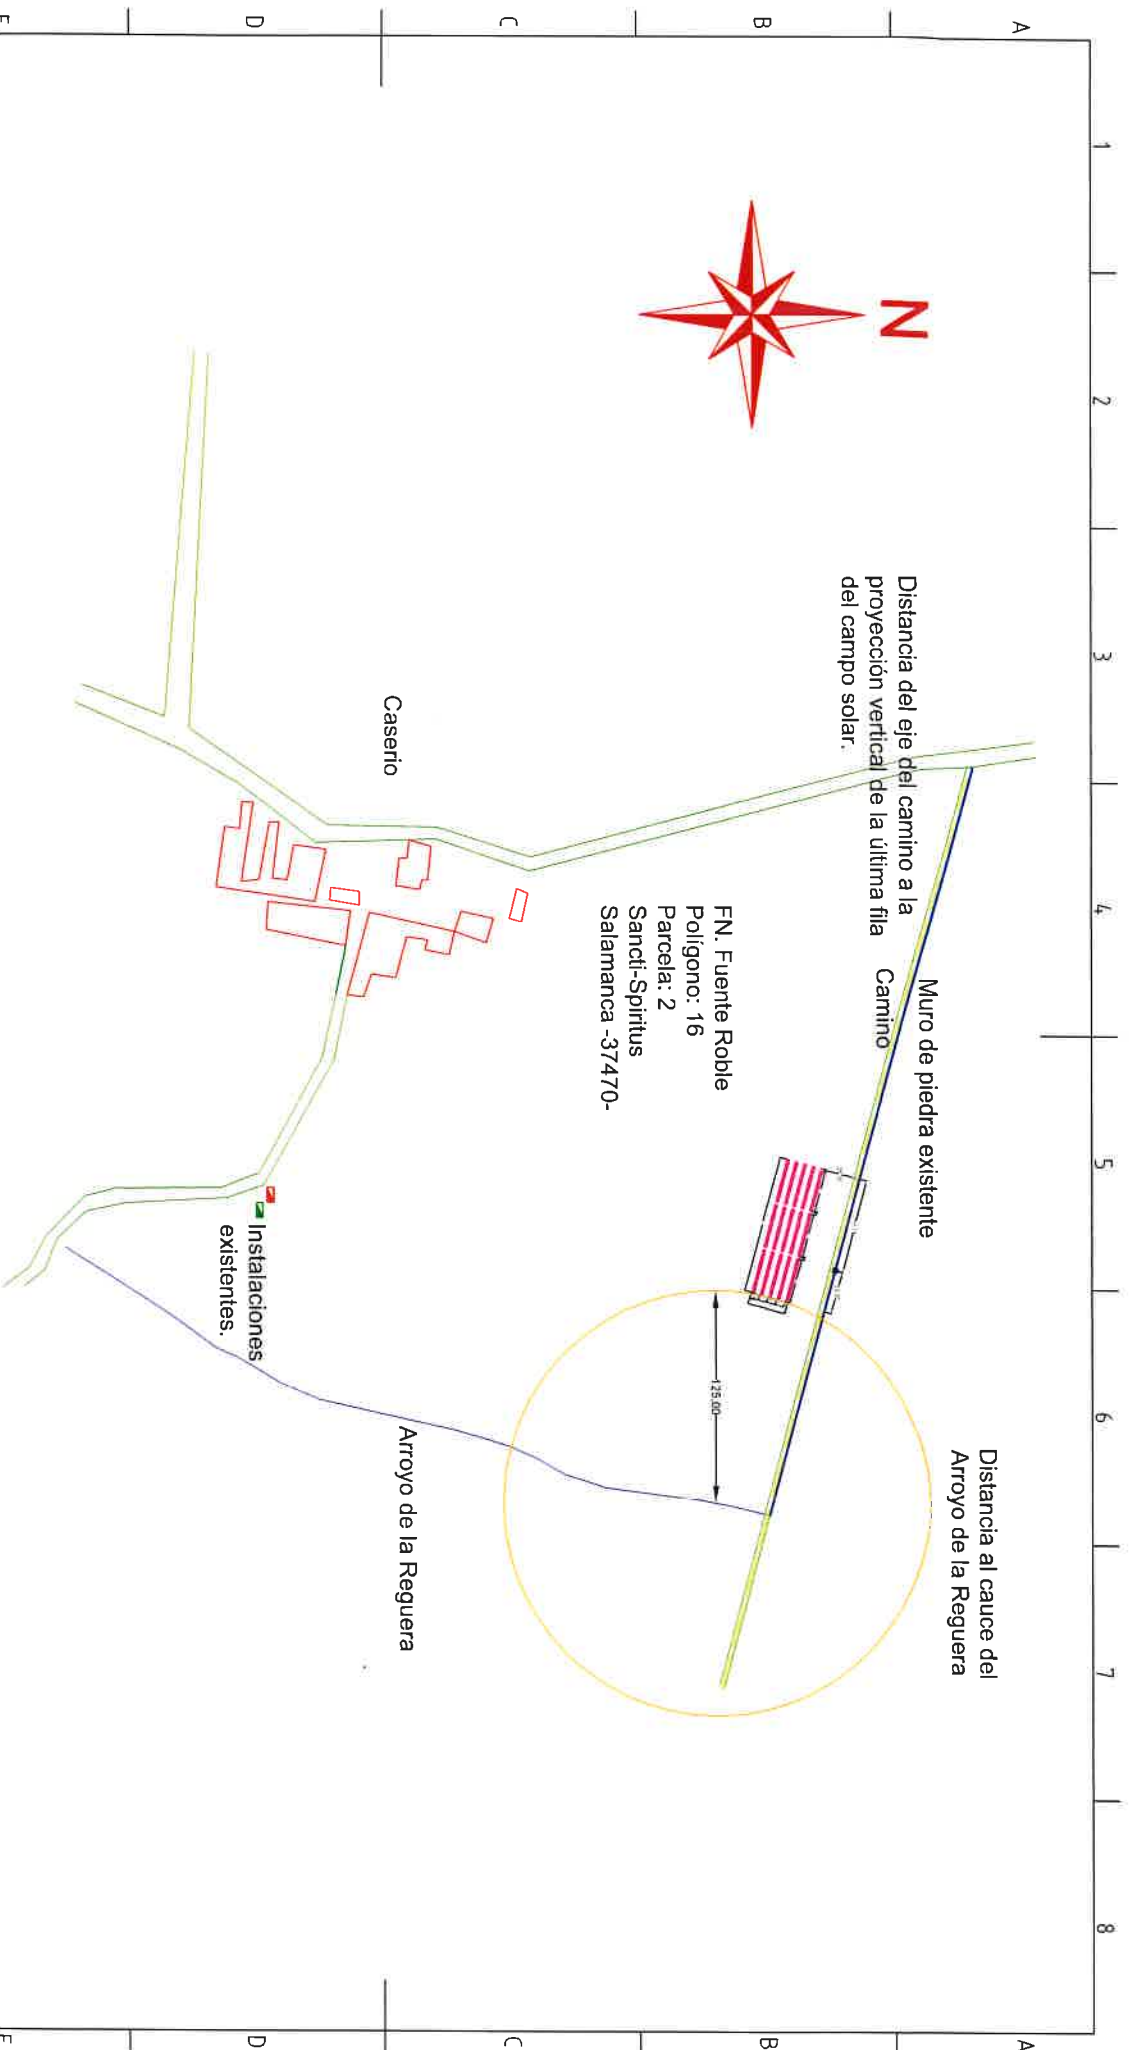 1
2
3
4
5
6
7
8
A
B
C
D
N
Distancia del eje del camino a la
proyección vertical de la última fila
del campo solar.
Muro de piedra existente
Camino
Distancia al cauce del
Arroyo de la Reguera
FN. Fuente Roble
Polígono: 16
Parcela: 2
Sancti-Spiritus
Salamanca -37470-
125,00
Caserio
Arroyo de la Reguera
Instalaciones
existentes.
A
B
C
D